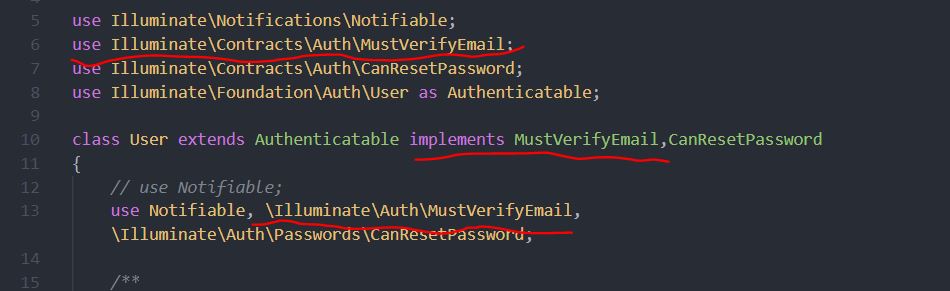 5 use Illuminate\Notifications\Notifiable;
6 use Illuminate\Contracts\Auth\MustVerifyEmail;
7 use Illuminate\Contracts\Auth\CanResetPassword;
8 use Illuminate\Foundation\Auth\User as Authenticatable;
9
10 class User extends Authenticatable implements MustVerifyEmail,CanResetPassword
11 {
12 // use Notifiable;
13 use Notifiable, \Illuminate\Auth\MustVerifyEmail,
\Illuminate\Auth\Passwords\CanResetPassword;
14
15 /**